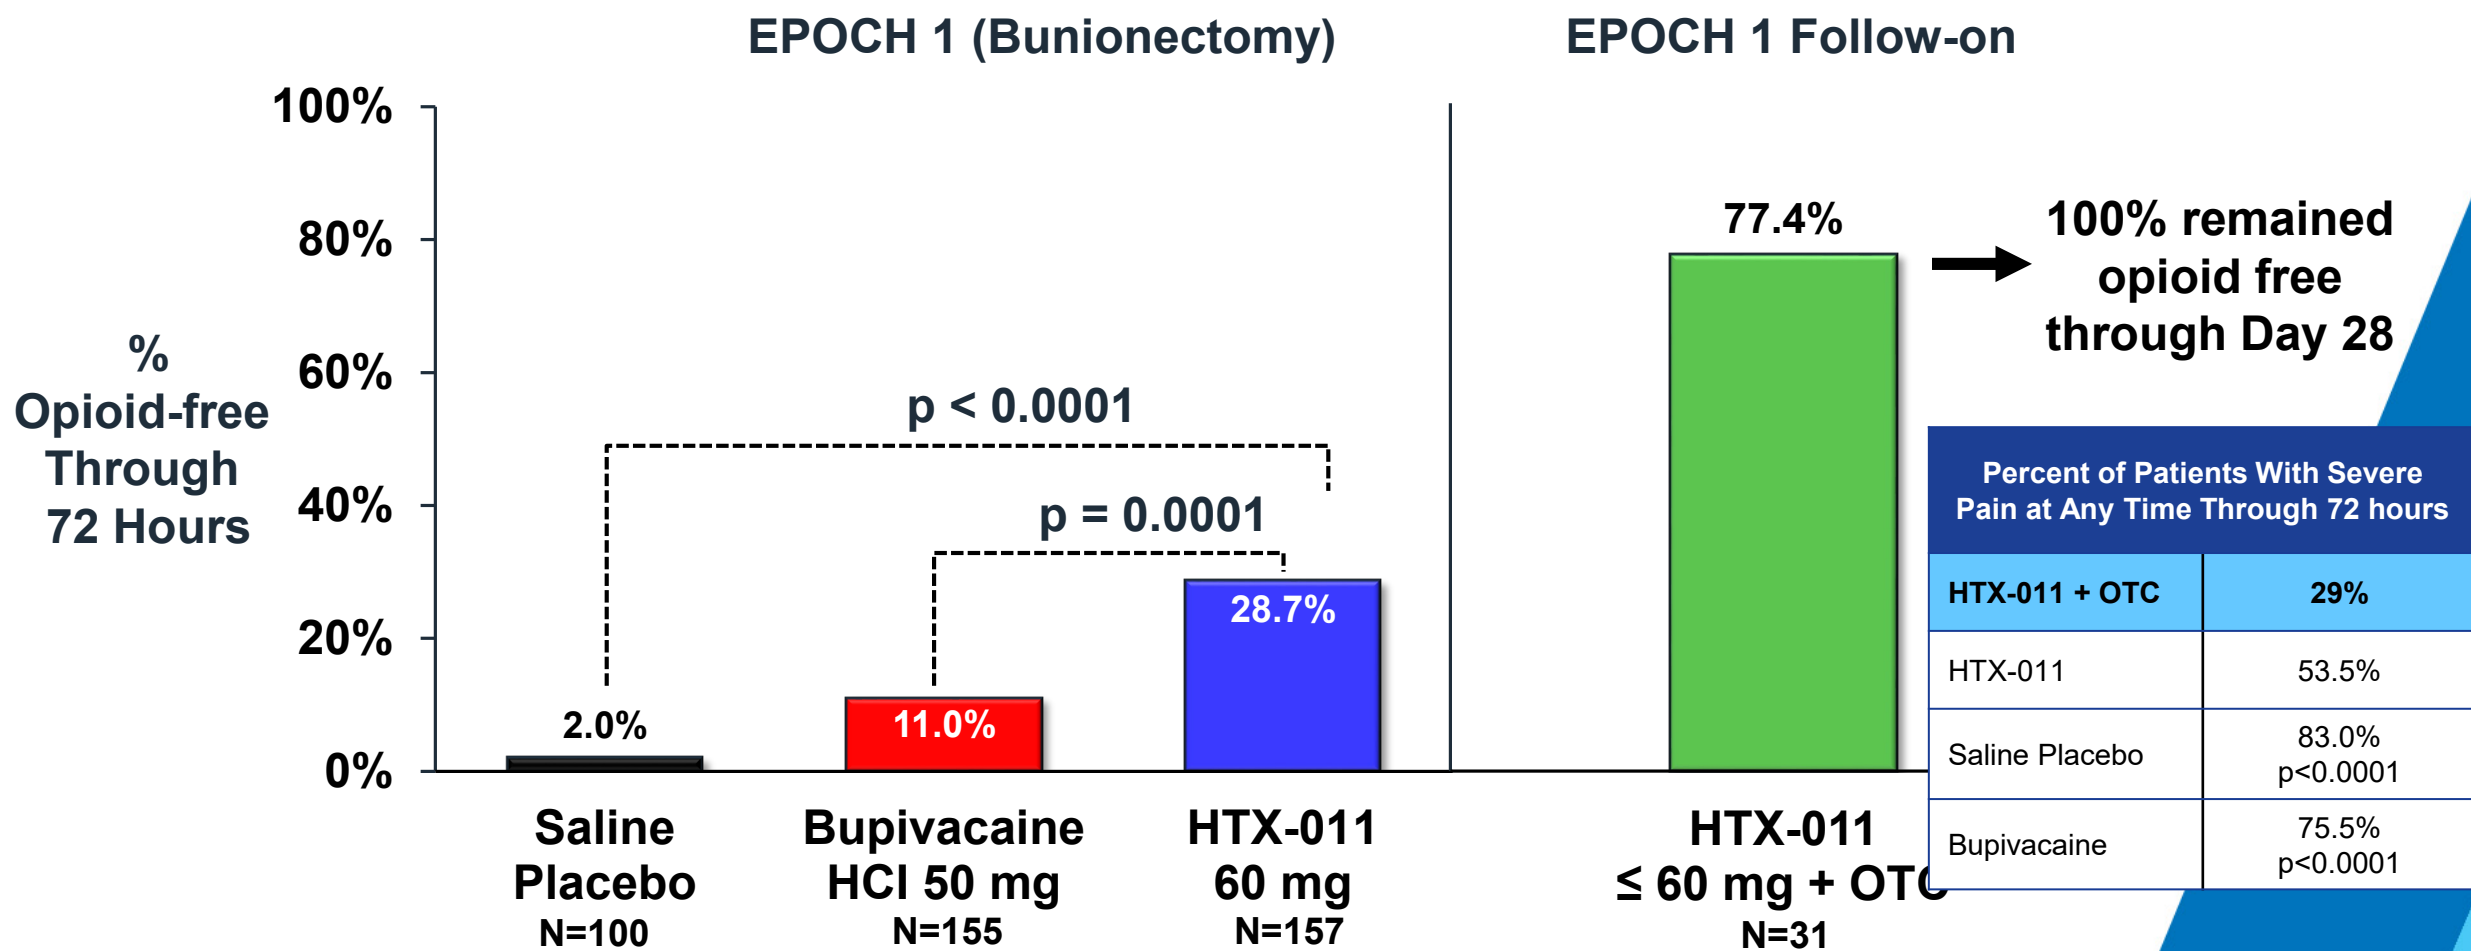 EPOCH 1 (Bunionectomy)
EPOCH 1 Follow-on
%
Opioid-free
Through
72 Hours
100%
80%
60%
40%
20%
0%
p < 0.0001
p = 0.0001
2.0%
11.0%
28.7%
77.4%
100% remained
opioid free
through Day 28
Saline
Placebo
N=100
Bupivacaine
HCl 50 mg
N=155
HTX-011
60 mg
N=157
HTX-011
≤ 60 mg + OTC
N=31
Percent of Patients With Severe
Pain at Any Time Through 72 hours
HTX-011 + OTC 29%
HTX-011 53.5%
Saline Placebo 83.0%
p<0.0001
Bupivacaine 75.5%
p<0.0001